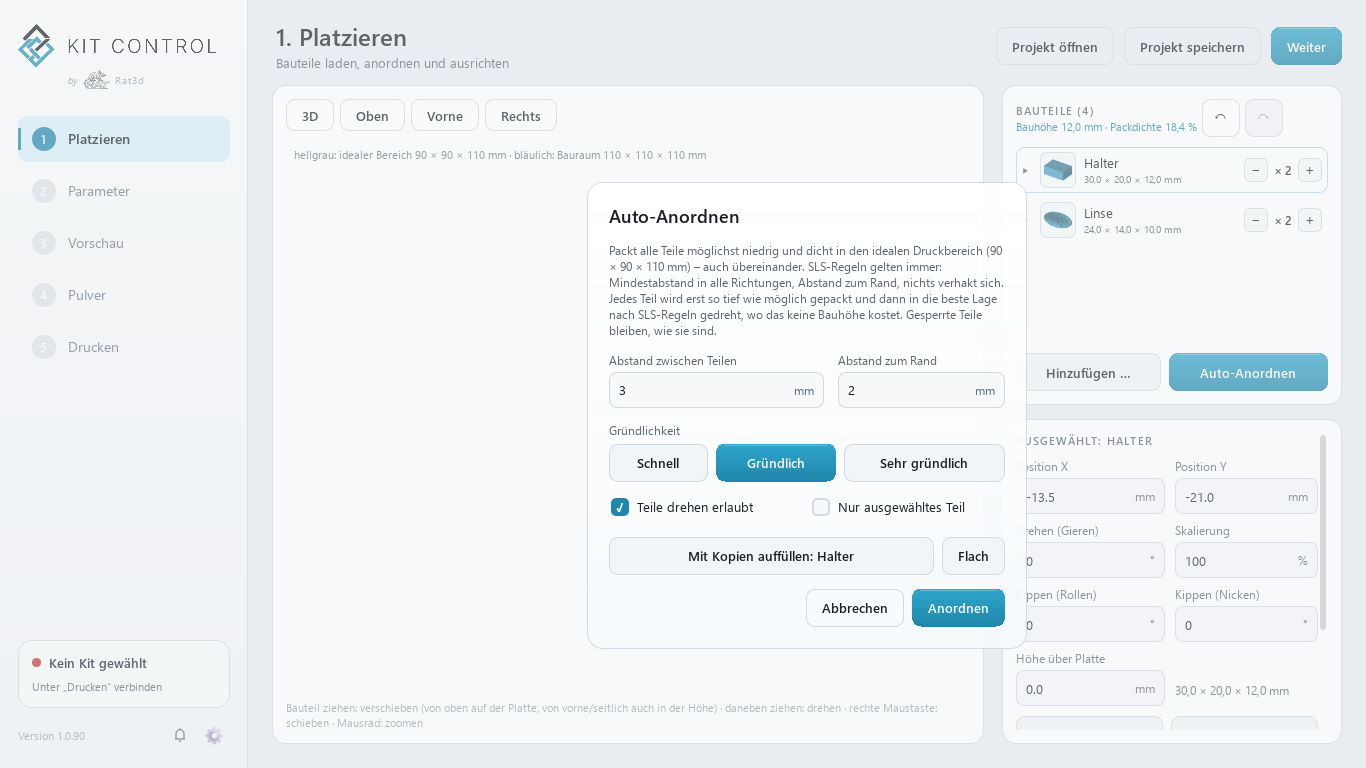 KIT CONTROL
by Rat3d
1 Platzieren
2 Parameter
3 Vorschau
4 Pulver
5 Drucken
Kein Kit gewählt
Unter „Drucken“ verbinden
Version 1.0.90
1. Platzieren
Bauteile laden, anordnen und ausrichten
Projekt öffnen
Projekt speichern
Weiter
3D
Oben
Vorne
Rechts
hellgrau: idealer Bereich 90 × 90 × 110 mm · bläulich: Bauraum 110 × 110 × 110 mm
Auto-Anordnen
Packt alle Teile möglichst niedrig und dicht in den idealen Druckbereich (90
× 90 × 110 mm) – auch übereinander. SLS-Regeln gelten immer:
Mindestabstand in alle Richtungen, Abstand zum Rand, nichts verhakt sich.
Jedes Teil wird erst so tief wie möglich gepackt und dann in die beste Lage
nach SLS-Regeln gedreht, wo das keine Bauhöhe kostet. Gesperrte Teile
bleiben, wie sie sind.
Abstand zwischen Teilen
Abstand zum Rand
3 mm
2 mm
Gründlichkeit
Schnell
Gründlich
Sehr gründlich
Teile drehen erlaubt
Nur ausgewähltes Teil
Mit Kopien auffüllen: Halter
Flach
Abbrechen
Anordnen
Bauteil ziehen: verschieben (von oben auf der Platte, von vorne/seitlich auch in der Höhe) · daneben ziehen: drehen · rechte Maustaste:
schieben · Mausrad: zoomen
BAUTEILE (4)
Bauhöhe 12,0 mm · Packdichte 18,4 %
Halter
30,0 × 20,0 × 12,0 mm
− × 2 +
Linse
24,0 × 14,0 × 10,0 mm
− × 2 +
Hinzufügen ...
Auto-Anordnen
AUSGEWÄHLT: HALTER
Position X
Position Y
-13.5 mm
-21.0 mm
Drehen (Gieren)
Skalierung
0 °
100 %
Kippen (Rollen)
Kippen (Nicken)
0 °
0 °
Höhe über Platte
0.0 mm
30,0 × 20,0 × 12,0 mm